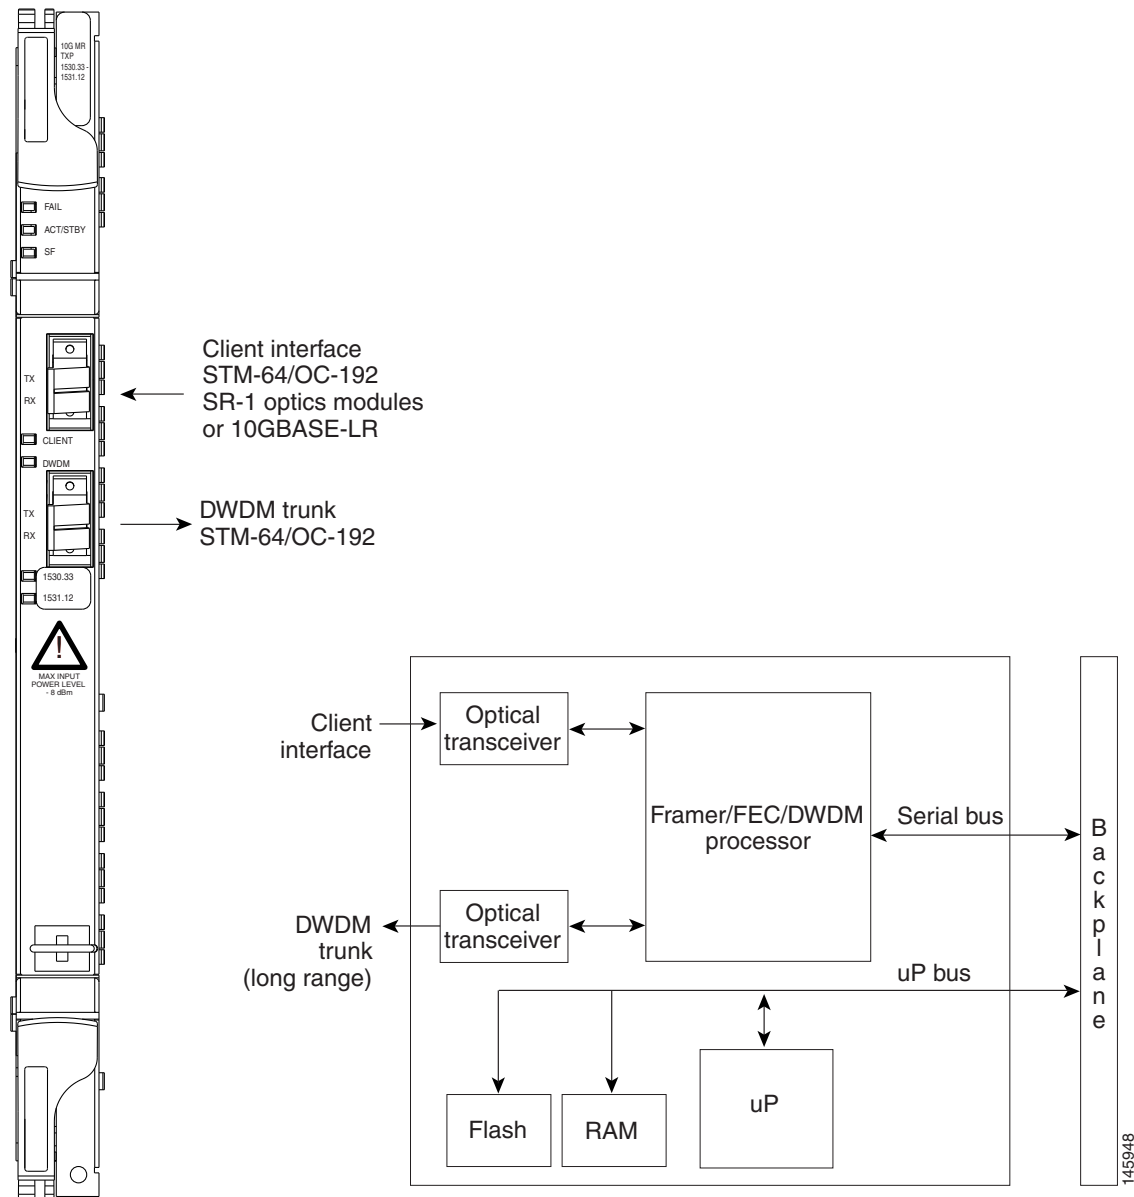 10G MR
TXP
1530.33 -
1531.12
FAIL
ACT/STBY
SF
TX
RX
CLIENT
DWDM
TX
RX
1530.33
1531.12
MAX INPUT
POWER LEVEL
- 8 dBm
Client interface
STM-64/OC-192
SR-1 optics modules
or 10GBASE-LR
DWDM trunk
STM-64/OC-192
Client
interface
Optical
transceiver
Framer/FEC/DWDM
processor
Serial bus
DWDM
trunk
(long range)
Optical
transceiver
uP bus
Flash
RAM
uP
Backplane
145948
!